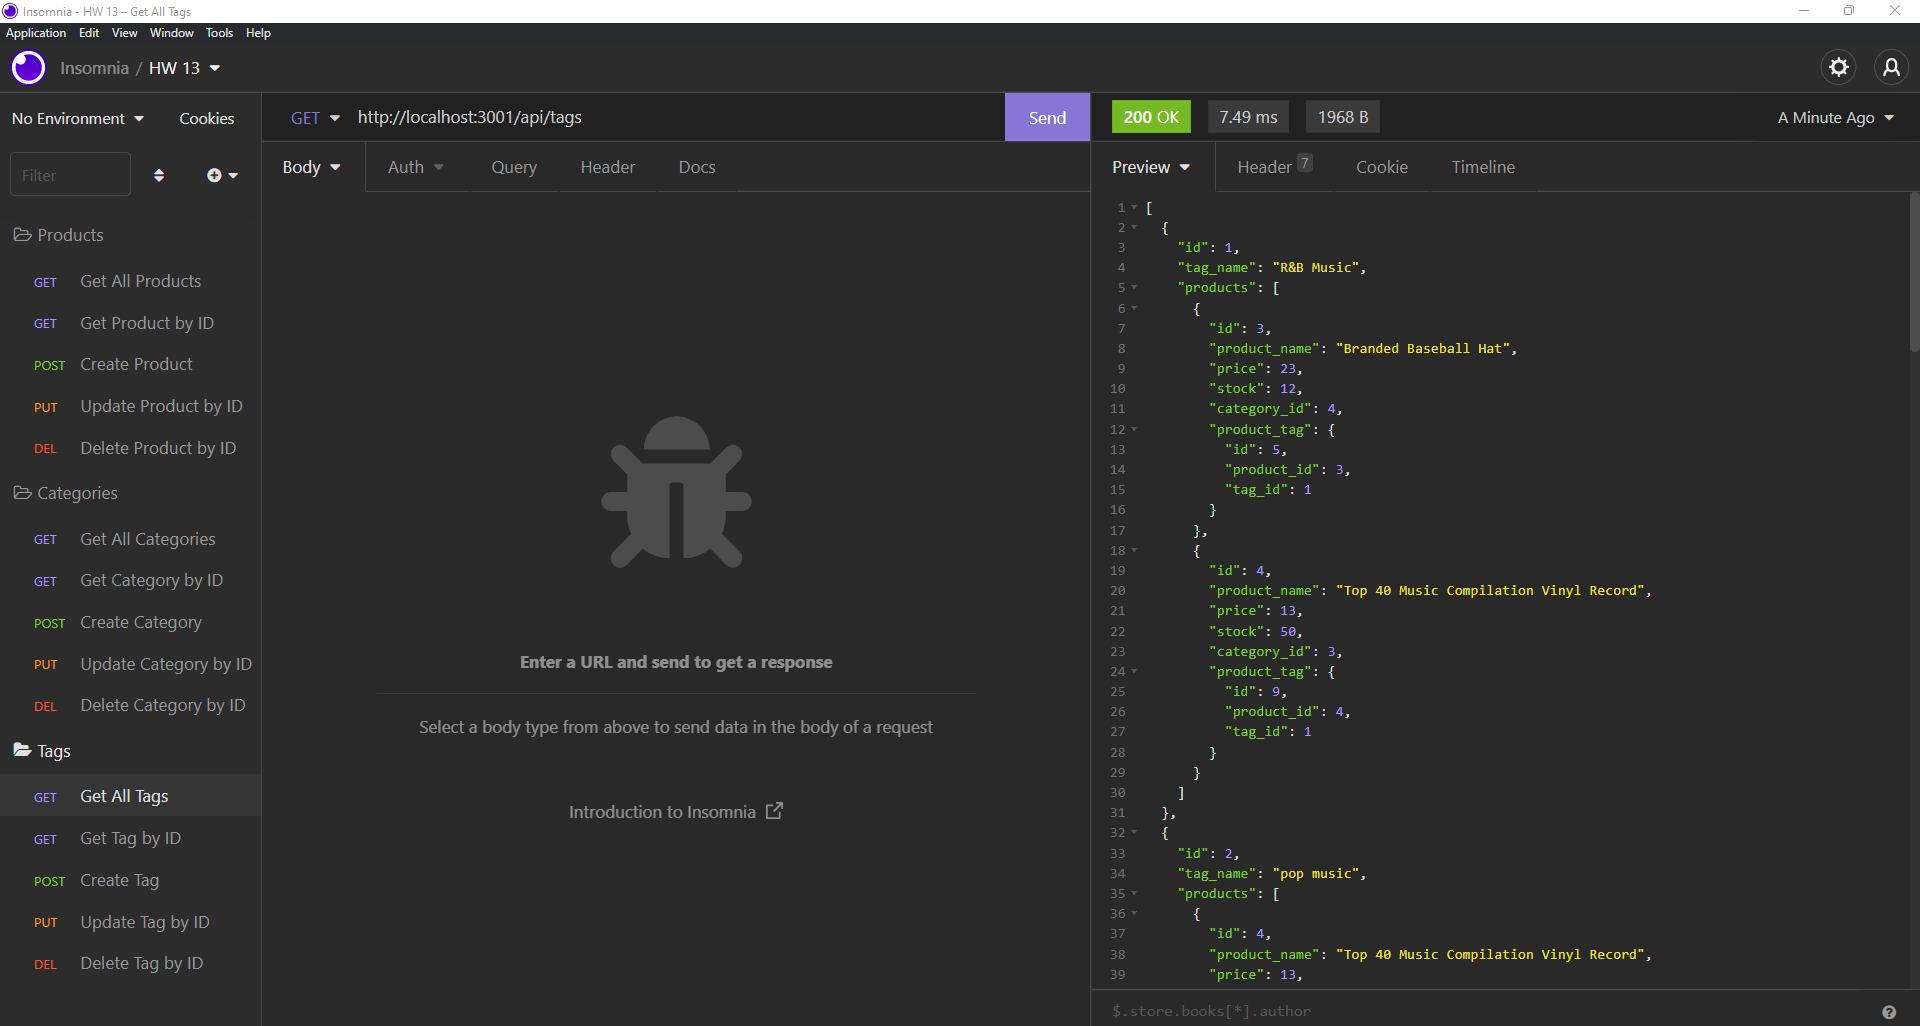 Insomnia - HW 13 – Get All Tags
Application Edit View Window Tools Help
Insomnia / HW 13
No Environment Cookies
Filter
Products
GET Get All Products
GET Get Product by ID
POST Create Product
PUT Update Product by ID
DEL Delete Product by ID
Categories
GET Get All Categories
GET Get Category by ID
POST Create Category
PUT Update Category by ID
DEL Delete Category by ID
Tags
GET Get All Tags
GET Get Tag by ID
POST Create Tag
PUT Update Tag by ID
DEL Delete Tag by ID
GET http://localhost:3001/api/tags Send
Body Auth Query Header Docs
Enter a URL and send to get a response
Select a body type from above to send data in the body of a request
Introduction to Insomnia
200 OK 7.49 ms 1968 B A Minute Ago
Preview Header 7 Cookie Timeline
1 [
2 {
3 "id": 1,
4 "tag_name": "R&B Music",
5 "products": [
6 {
7 "id": 3,
8 "product_name": "Branded Baseball Hat",
9 "price": 23,
10 "stock": 12,
11 "category_id": 4,
12 "product_tag": {
13 "id": 5,
14 "product_id": 3,
15 "tag_id": 1
16 }
17 },
18 {
19 "id": 4,
20 "product_name": "Top 40 Music Compilation Vinyl Record",
21 "price": 13,
22 "stock": 50,
23 "category_id": 3,
24 "product_tag": {
25 "id": 9,
26 "product_id": 4,
27 "tag_id": 1
28 }
29 }
30 ]
31 },
32 {
33 "id": 2,
34 "tag_name": "pop music",
35 "products": [
36 {
37 "id": 4,
38 "product_name": "Top 40 Music Compilation Vinyl Record",
39 "price": 13,
$.store.books[*].author